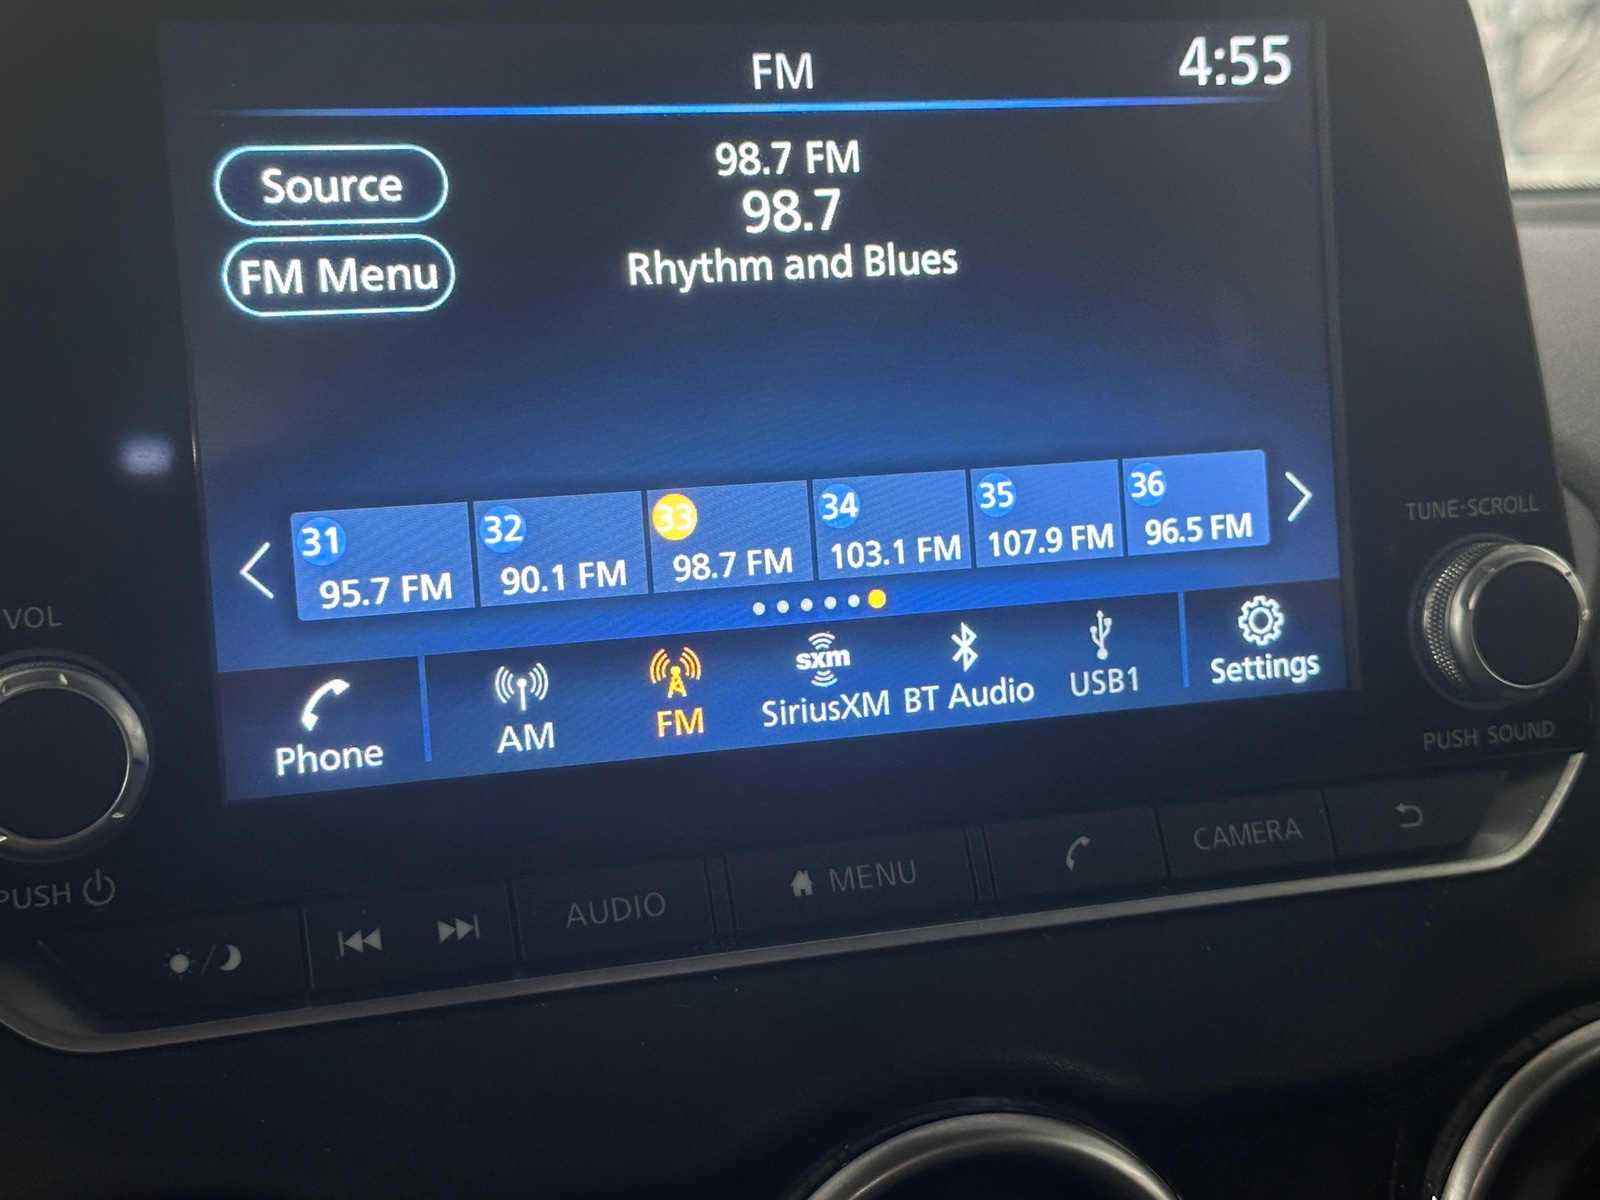 FM
4:55
Source
98.7 FM
98.7
FM Menu
Rhythm and Blues
31
95.7 FM
32
90.1 FM
33
98.7 FM
34
103.1 FM
35
107.9 FM
36
96.5 FM
Phone
AM
FM
sxm
SiriusXM
BT Audio
USB1
Settings
VOL
PUSH
TUNE·SCROLL
PUSH SOUND
AUDIO
MENU
CAMERA